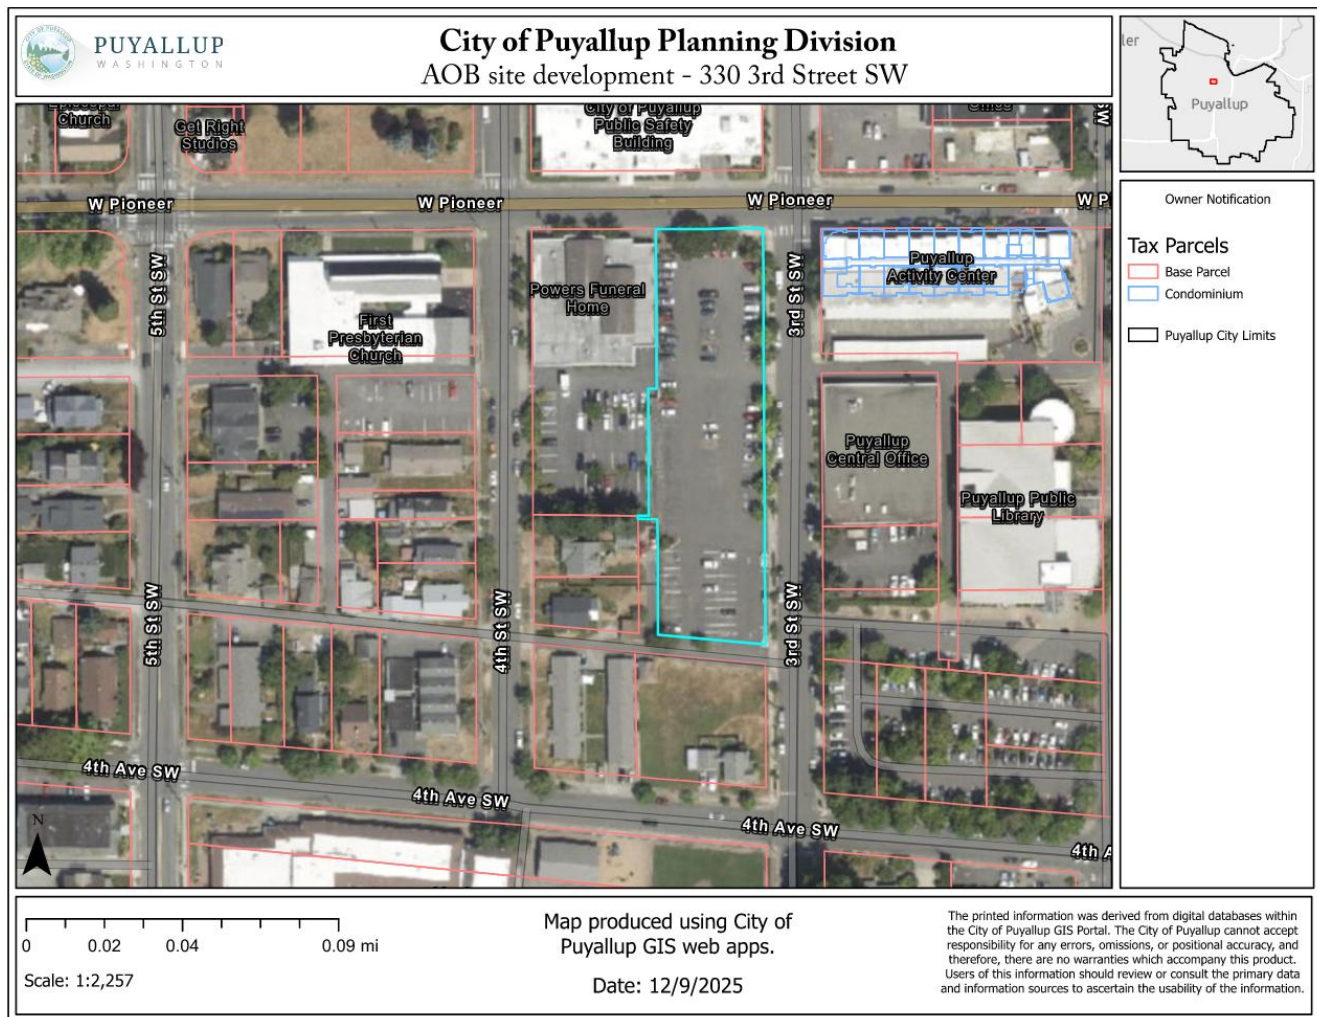 PUYALLUP
WASHINGTON
CITY OF PUYALLUP
City of Puyallup Planning Division
AOB site development - 330 3rd Street SW
ler
Puyallup
Episcopal
Church
Get Right
Studios
City of Puyallup
Public Safety
Building
Office
W Pioneer
W Pioneer
W Pioneer
W Pi
5th St SW
3rd St SW
Powers Funeral
Home
Puyallup
Activity Center
First
Presbyterian
Church
Puyallup
Central Office
Puyallup Public
Library
5th St SW
4th St SW
3rd St SW
4th Ave SW
4th Ave SW
4th Ave SW
4th A
N
Owner Notification
Tax Parcels
Base Parcel
Condominium
Puyallup City Limits
0 0.02 0.04 0.09 mi
Scale: 1:2,257
Map produced using City of
Puyallup GIS web apps.
Date: 12/9/2025
The printed information was derived from digital databases within
the City of Puyallup GIS Portal. The City of Puyallup cannot accept
responsibility for any errors, omissions, or positional accuracy, and
therefore, there are no warranties which accompany this product.
Users of this information should review or consult the primary data
and information sources to ascertain the usability of the information.